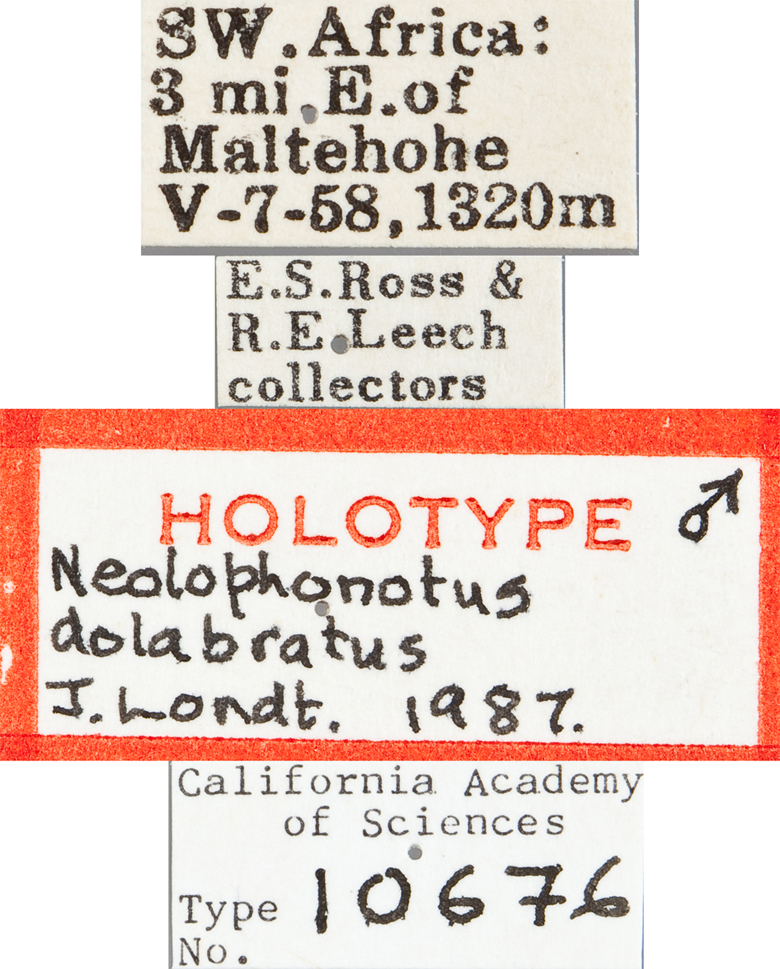 SW.Africa:
3 mi.E.of
Maltehohe
V-7-58,1320m
E.S.Ross &
R.E.Leech
collectors
HOLOTYPE ♂
Neolophonotus
dolabratus
J. Londt. 1987.
California Academy
of Sciences
Type 10676
No.